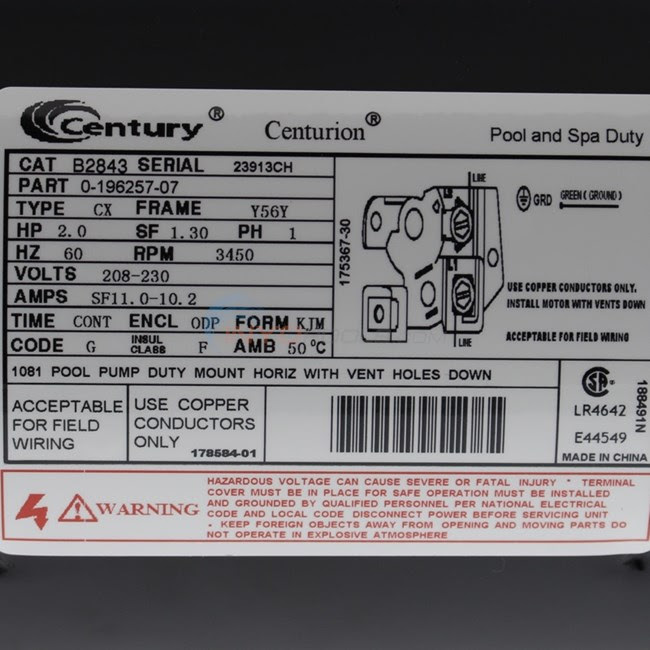 Century ® Centurion ® Pool and Spa Duty
CAT B2843 SERIAL 23913CH
PART 0-196257-07
TYPE CX FRAME Y56Y
HP 2.0 SF 1.30 PH 1
HZ 60 RPM 3450
VOLTS 208-230
AMPS SF11.0-10.2
TIME CONT ENCL ODP FORM KJM
CODE G INSUL CLASS F AMB 50°C
175367-30
LINE
L2
L1
LINE
GRD GREEN (GROUND)
USE COPPER CONDUCTORS ONLY.
INSTALL MOTOR WITH VENTS DOWN
ACCEPTABLE FOR FIELD WIRING
1081 POOL PUMP DUTY MOUNT HORIZ WITH VENT HOLES DOWN
ACCEPTABLE
FOR FIELD
WIRING
USE COPPER
CONDUCTORS
ONLY 178584-01
LR4642
E44549
MADE IN CHINA
188491N
WARNING
HAZARDOUS VOLTAGE CAN CAUSE SEVERE OR FATAL INJURY * TERMINAL
COVER MUST BE IN PLACE FOR SAFE OPERATION MUST BE INSTALLED
AND GROUNDED BY QUALIFIED PERSONNEL PER NATIONAL ELECTRICAL
CODE AND LOCAL CODE DISCONNECT POWER BEFORE SERVICING UNIT
• KEEP FOREIGN OBJECTS AWAY FROM OPENING AND MOVING PARTS DO
NOT OPERATE IN EXPLOSIVE ATMOSPHERE